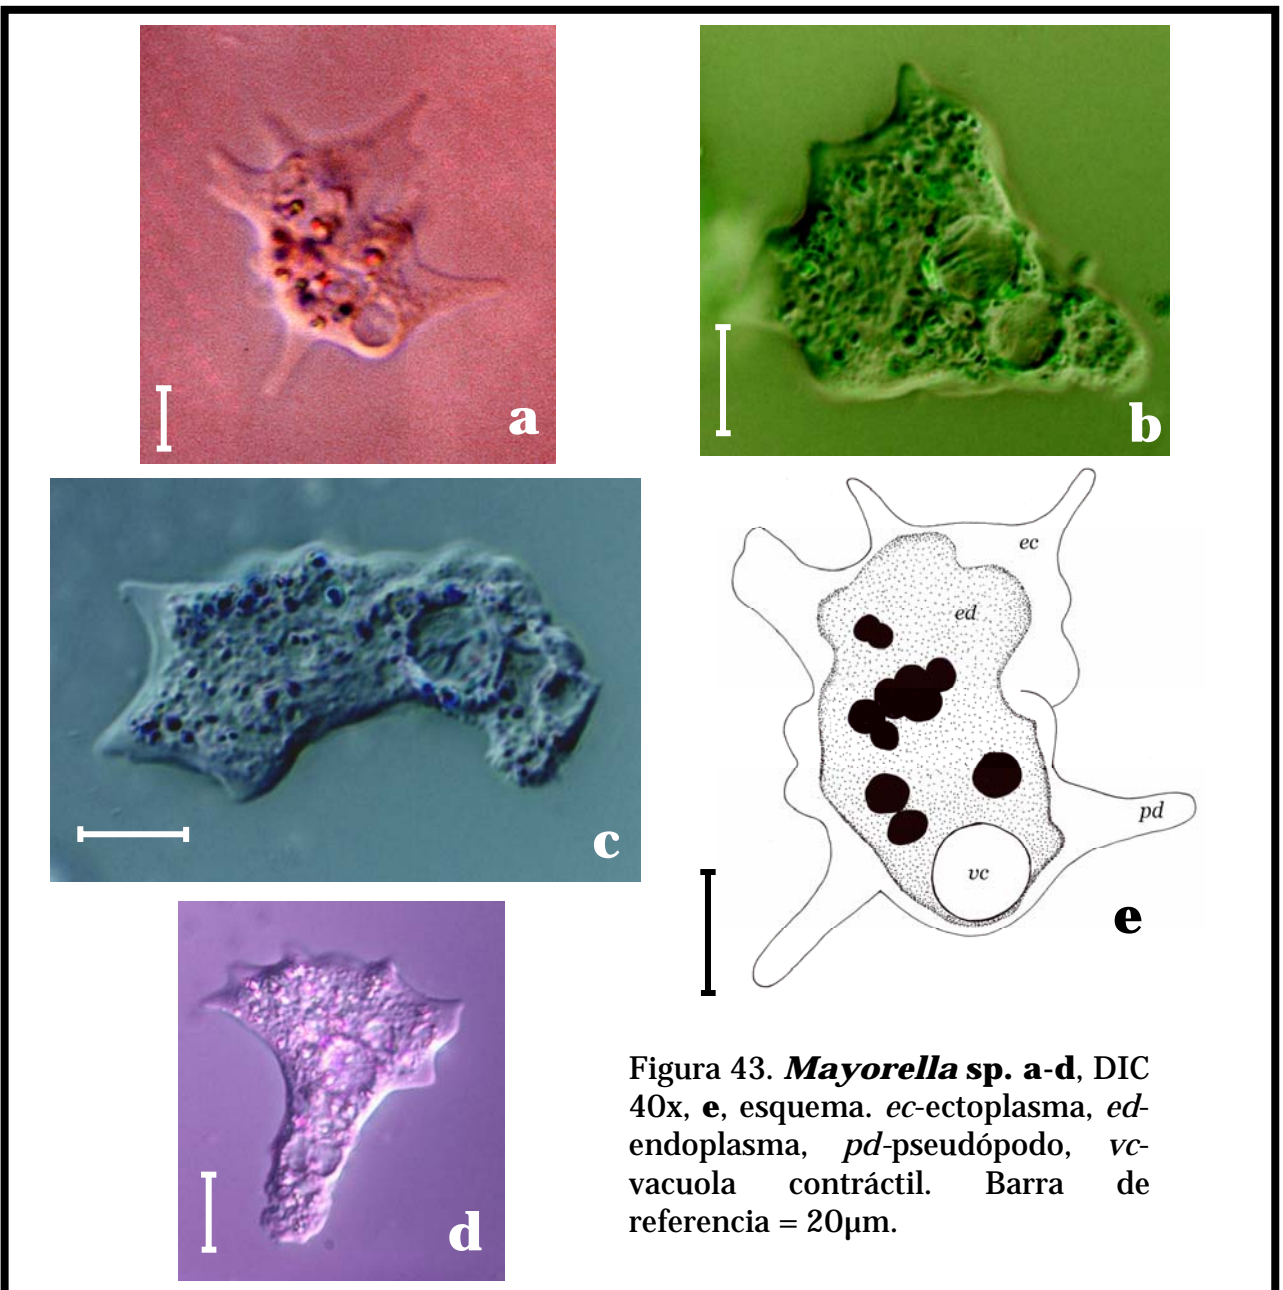 a
b
c
ec
ed
pd
vc
e
d
Figura 43. Mayorella sp. a-d, DIC
40x, e, esquema. ec-ectoplasma, ed-
endoplasma, pd-pseudópodo, vc-
vacuola contráctil. Barra de
referencia = 20µm.